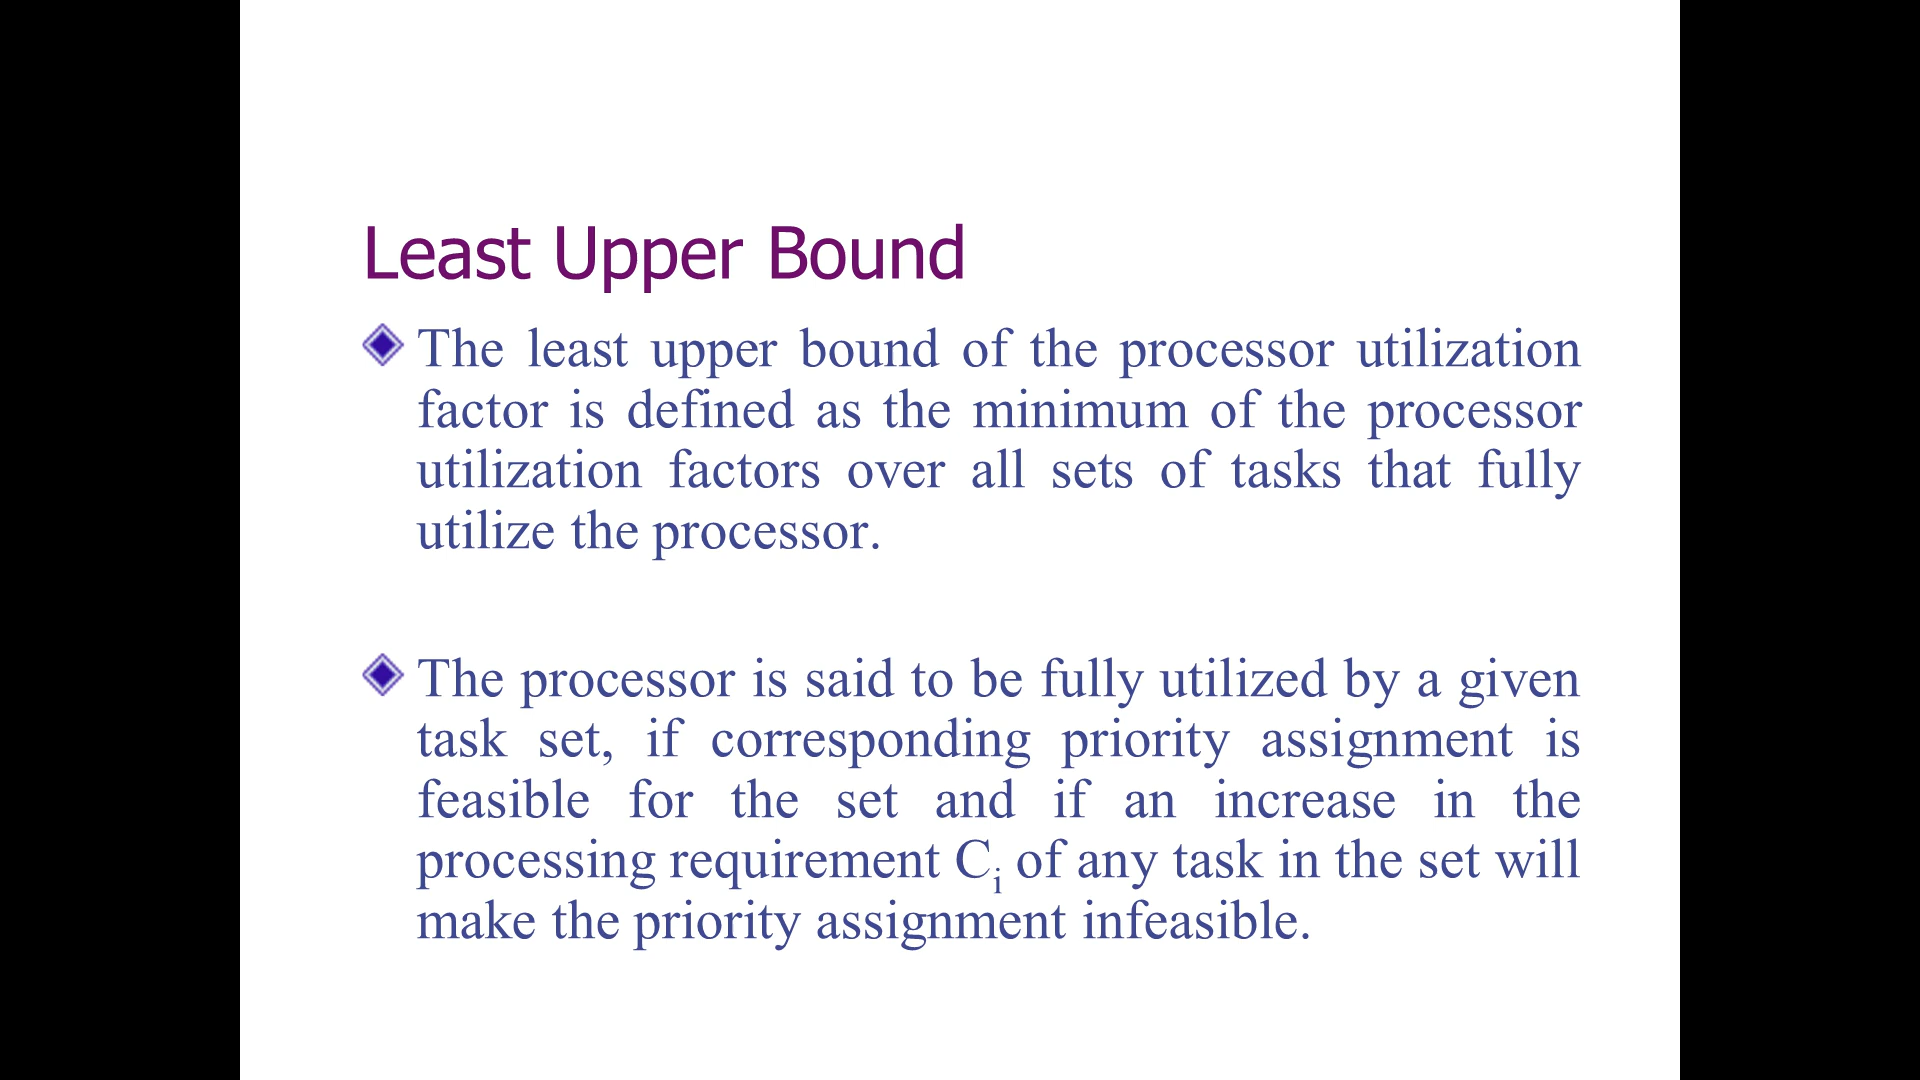 Least Upper Bound
The least upper bound of the processor utilization
factor is defined as the minimum of the processor
utilization factors over all sets of tasks that fully
utilize the processor.
The processor is said to be fully utilized by a given
task set, if corresponding priority assignment is
feasible for the set and if an increase in the
processing requirement Ci of any task in the set will
make the priority assignment infeasible.